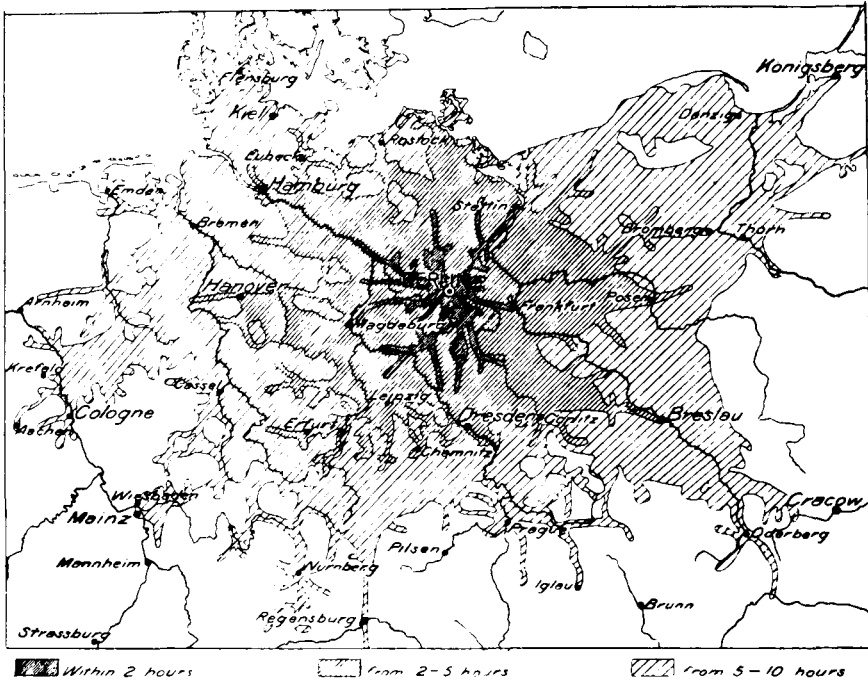 Konigsberg
Flensburg
Kiel
Danzig
Rostock
Lubeck
Hamburg
Emden
Stettin
Bremen
Bromberg
Thorn
Hanover
Arnheim
Frankfurt
Posen
Magdeburg
Krefeld
Cassel
Leipzig
Cologne
Dresden
Gorlitz
Breslau
Aachen
Erfurt
Chemnitz
Wiesbaden
Cracow
Mainz
Prague
Oderberg
Pilsen
Mannheim
Nurnberg
Iglau
Brunn
Regensburg
Strassburg
Within 2 hours
From 2-5 hours
From 5-10 hours